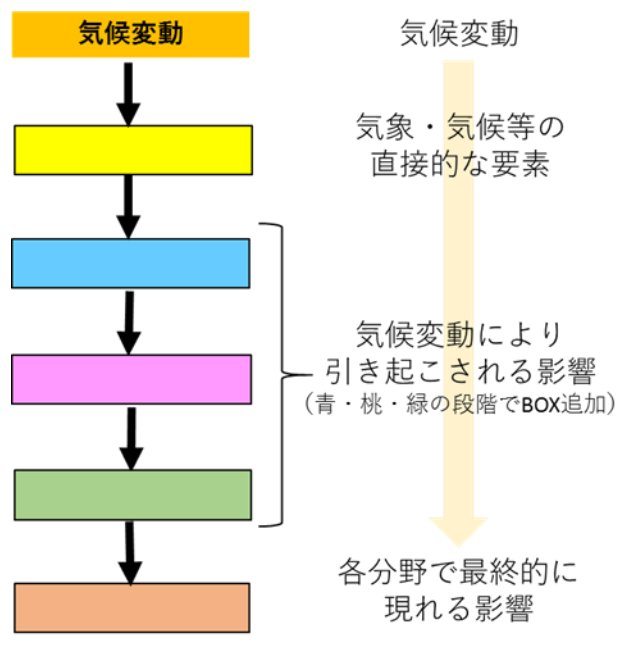 気候変動
気候変動
気象・気候等の
直接的な要素
気候変動により
引き起こされる影響
（青・桃・緑の段階でBOX追加）
各分野で最終的に
現れる影響